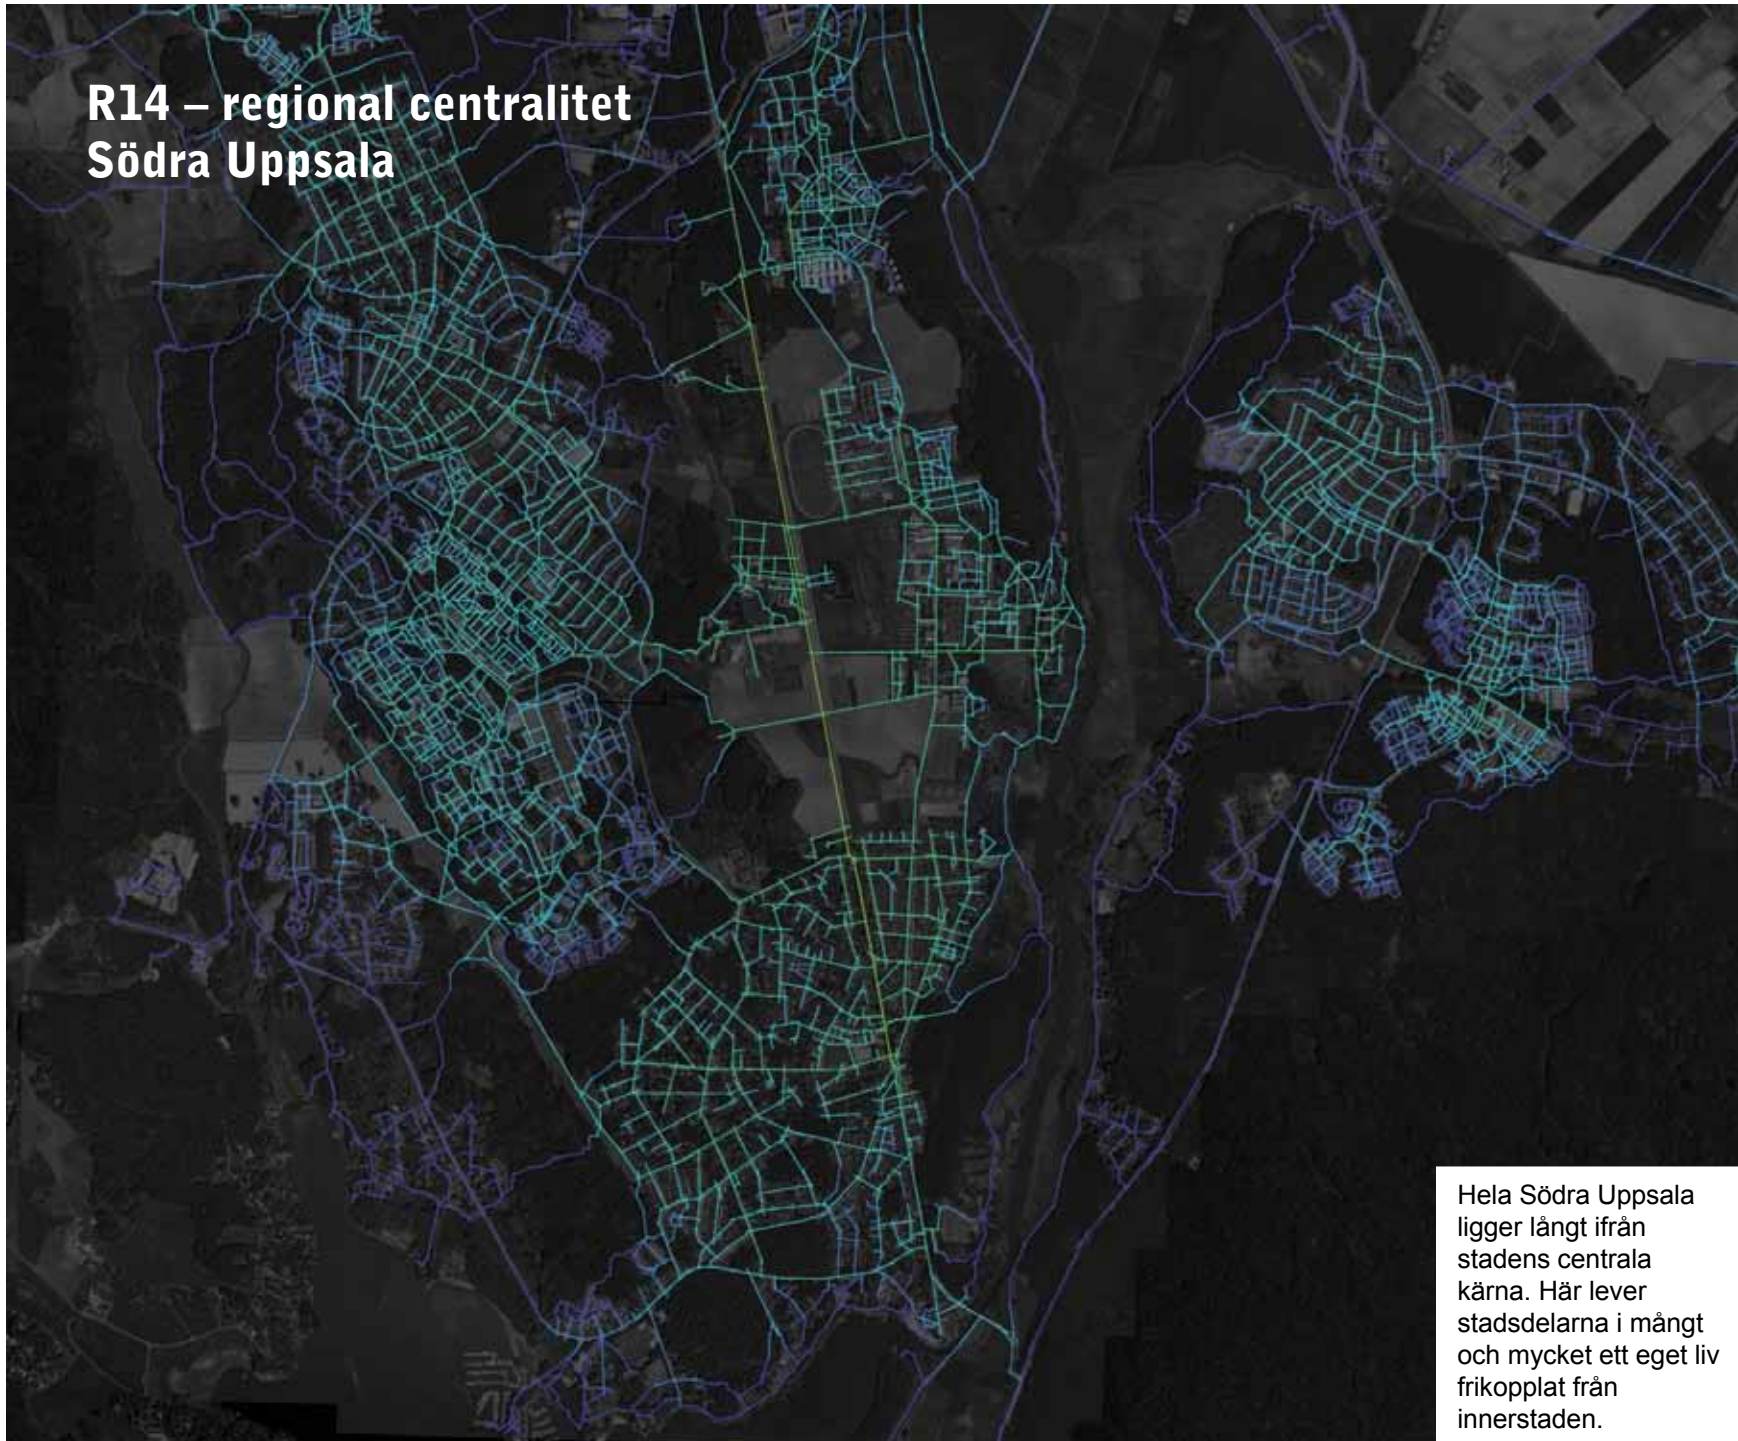 R14 – regional centralitet
Södra Uppsala
Hela Södra Uppsala
ligger långt ifrån
stadens centrala
kärna. Här lever
stadsdelarna i mångt
och mycket ett eget liv
frikopplat från
innerstaden.